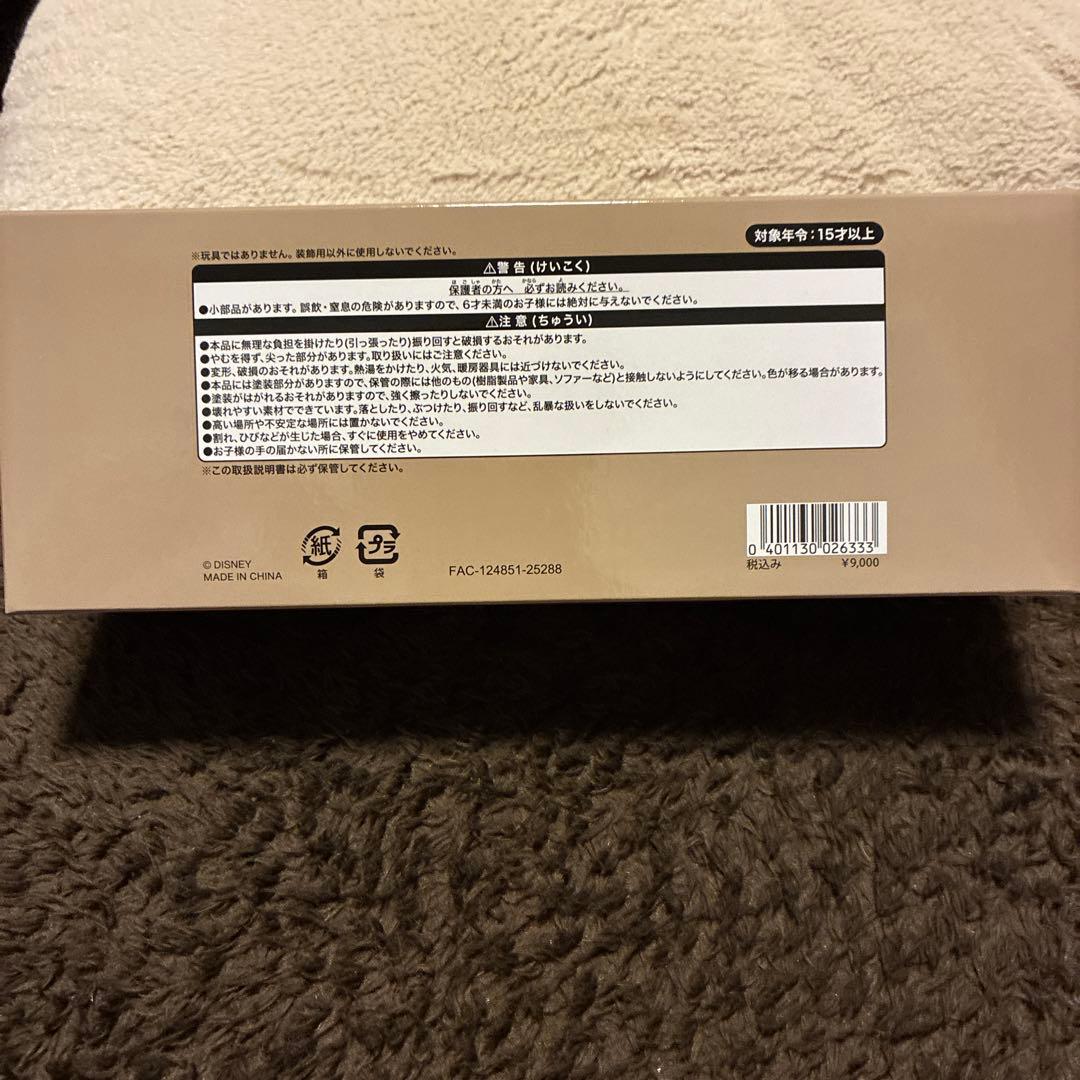 対象年令：15才以上
※玩具ではありません。装飾用以外に使用しないでください。
⚠警告(けいこく)
保護者の方へ 必ずお読みください。
●小部品があります。誤飲・窒息の危険がありますので、6才未満のお子様には絶対に与えないでください。
⚠注意(ちゅうい)
●本品に無理な負担を掛けたり(引っ張ったり)振り回すと破損するおそれがあります。
●やむを得ず、尖った部分があります。取り扱いにはご注意ください。
●変形、破損のおそれがあります。熱湯をかけたり、火気、暖房器具には近づけないでください。
●本品には塗装部分がありますので、保管の際には他のもの(樹脂製品や家具、ソファーなど)と接触しないようにしてください。色が移る場合があります。
●塗装がはがれるおそれがありますので、強く擦ったりしないでください。
●壊れやすい素材でできています。落としたり、ぶつけたり、振り回すなど、乱暴な扱いをしないでください。
●高い場所や不安定な場所には置かないでください。
●割れ、ひびなどが生じた場合、すぐに使用をやめてください。
●お子様の手の届かない所に保管してください。
※この取扱説明書は必ず保管してください。
紙
箱
プラ
袋
© DISNEY
MADE IN CHINA
FAC-124851-25288
0 401130 026333
税込み ¥9,000